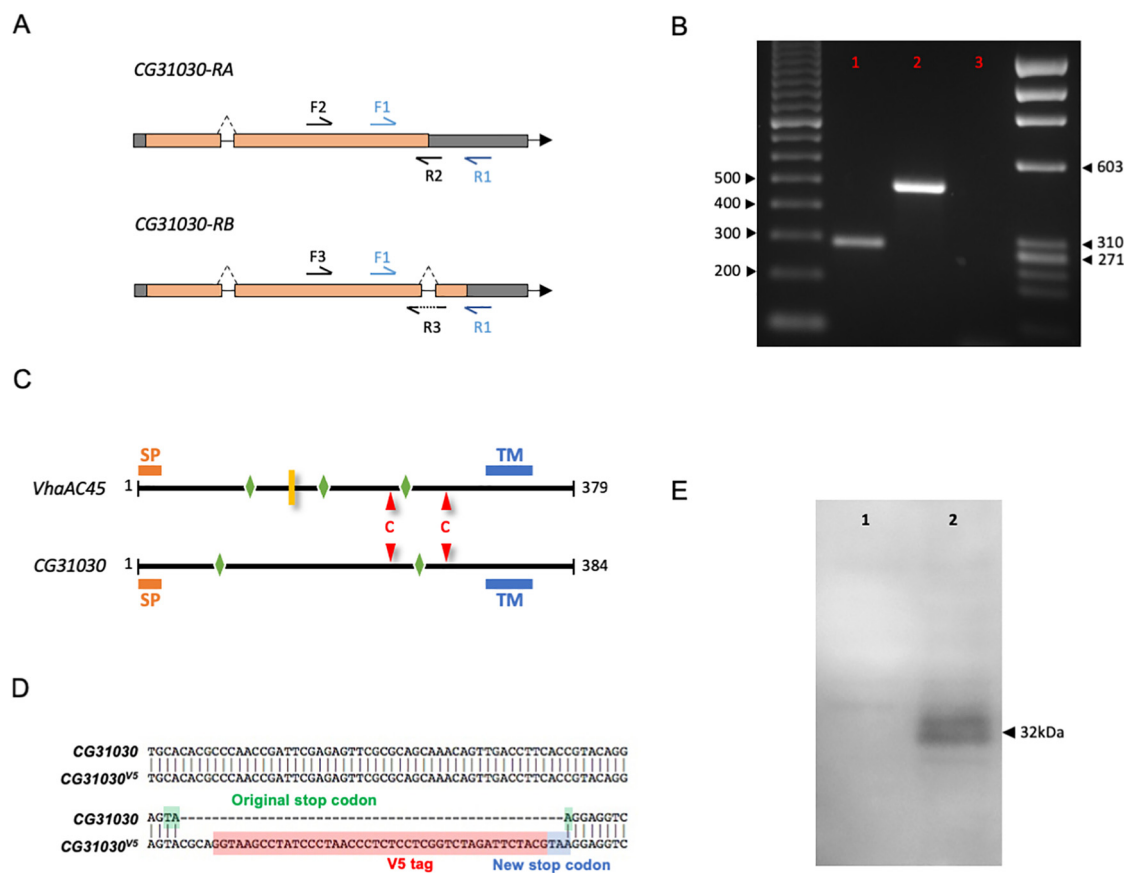 A
CG31030-RA
F2 F1
R2 R1
CG31030-RB
F3 F1
R3 R1
B
1 2 3
500
400
300
200
603
310
271
C
SP TM
VhaAC45 1 379
C C
CG31030 1 384
SP TM
D
CG31030 TGCACACGCCCAACCGATTCGAGAGTTCGCGCAGCAAACAGTTGACCTTCACCGTACAGG
CG31030V5 TGCACACGCCCAACCGATTCGAGAGTTCGCGCAGCAAACAGTTGACCTTCACCGTACAGG
Original stop codon
CG31030 AGTA------------------------------------------------AGGAGGTC
CG31030V5 AGTACGCAGGTAAGCCTATCCCTAACCCTCTCCTCGGTCTAGATTCTACGTAAGGAGGTC
V5 tag New stop codon
E
1 2
32kDa